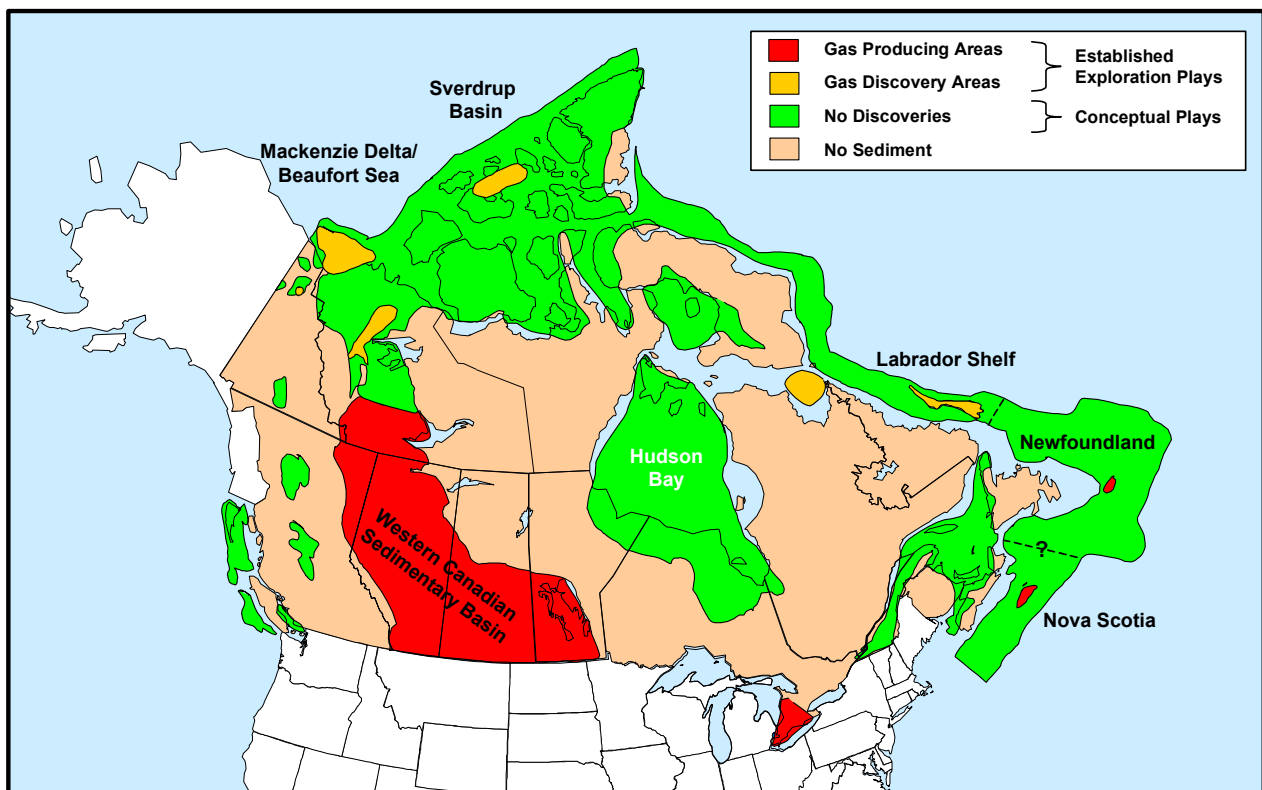 Gas Producing Areas
Gas Discovery Areas
Established
Exploration Plays
No Discoveries
Conceptual Plays
No Sediment
Sverdrup
Basin
Mackenzie Delta/
Beaufort Sea
Labrador Shelf
Newfoundland
Hudson
Bay
Western Canadian
Sedimentary Basin
?
Nova Scotia